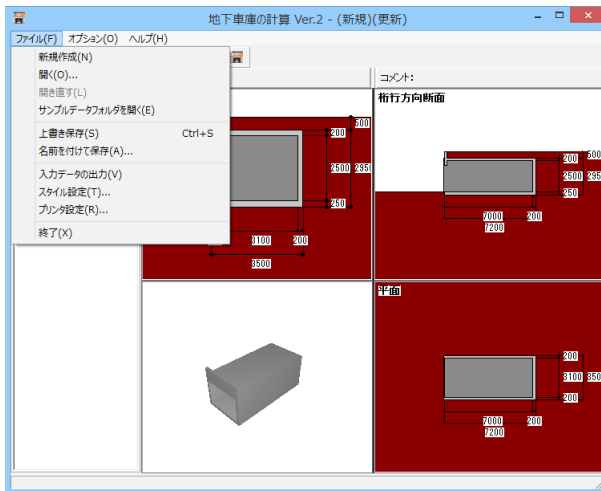 地下車庫の計算 Ver.2 - (新規)(更新)
ファイル(F) オプション(O) ヘルプ(H)
新規作成(N)
開く(O)...
開き直す(L)
サンプルデータフォルダを開く(E)
上書き保存(S) Ctrl+S
名前を付けて保存(A)...
入力データの出力(V)
スタイル設定(T)...
プリンタ設定(R)...
終了(X)
コメント:
500
200
2500 2950
250
3100 200
3500
桁行方向断面
200 500
2500 295
250
7000 200
7200
平面
200
3100 350
200
7000 200
7200